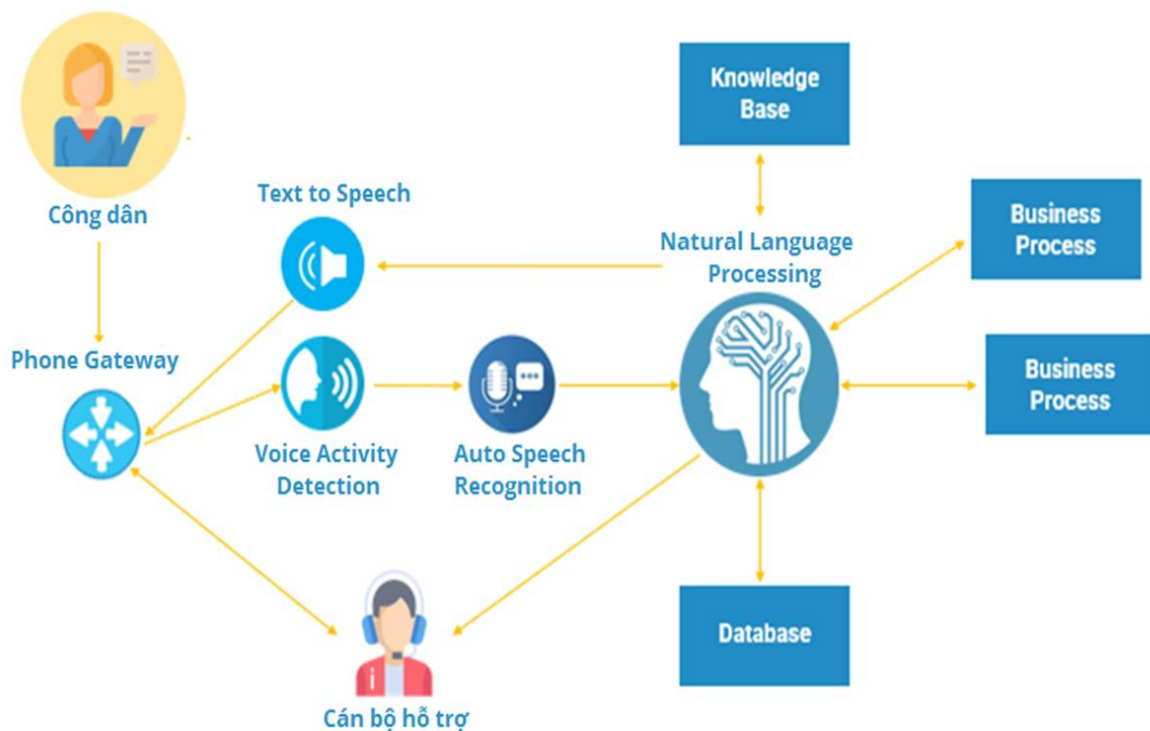 Knowledge
Base
Công dân
Text to Speech
Natural Language
Processing
Business
Process
Phone Gateway
Business
Process
Voice Activity
Detection
Auto Speech
Recognition
Database
Cán bộ hỗ trợ